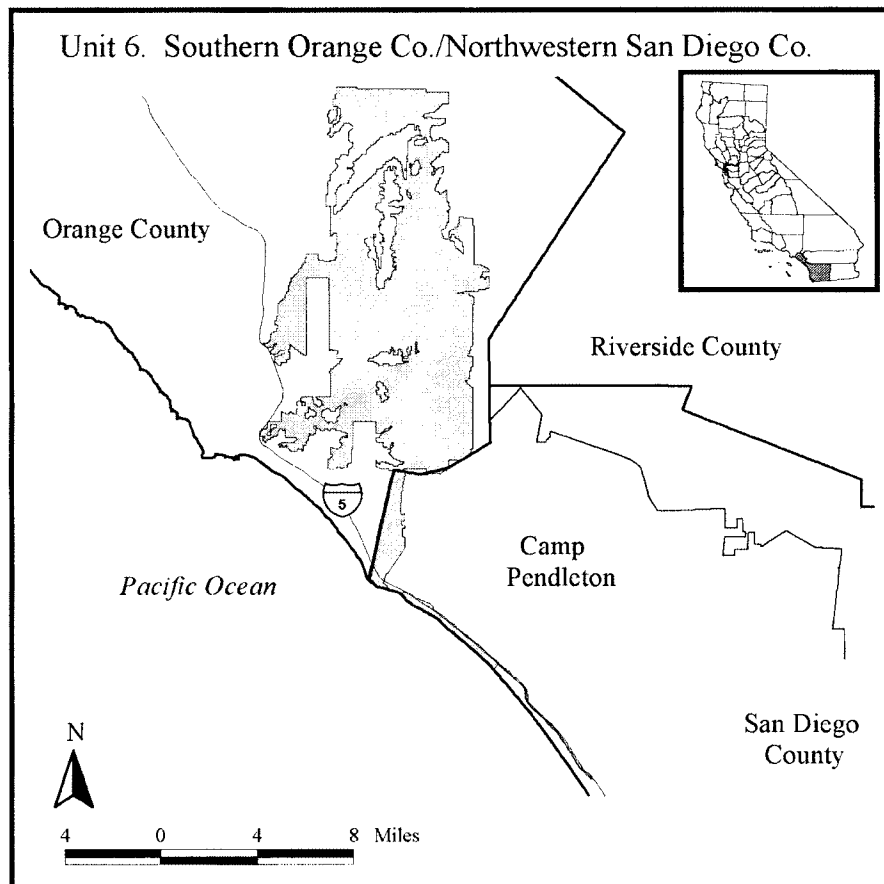 Unit 6. Southern Orange Co./Northwestern San Diego Co.
Orange County
Riverside County
5
Camp
Pendleton
Pacific Ocean
San Diego
County
N
4 0 4 8 Miles